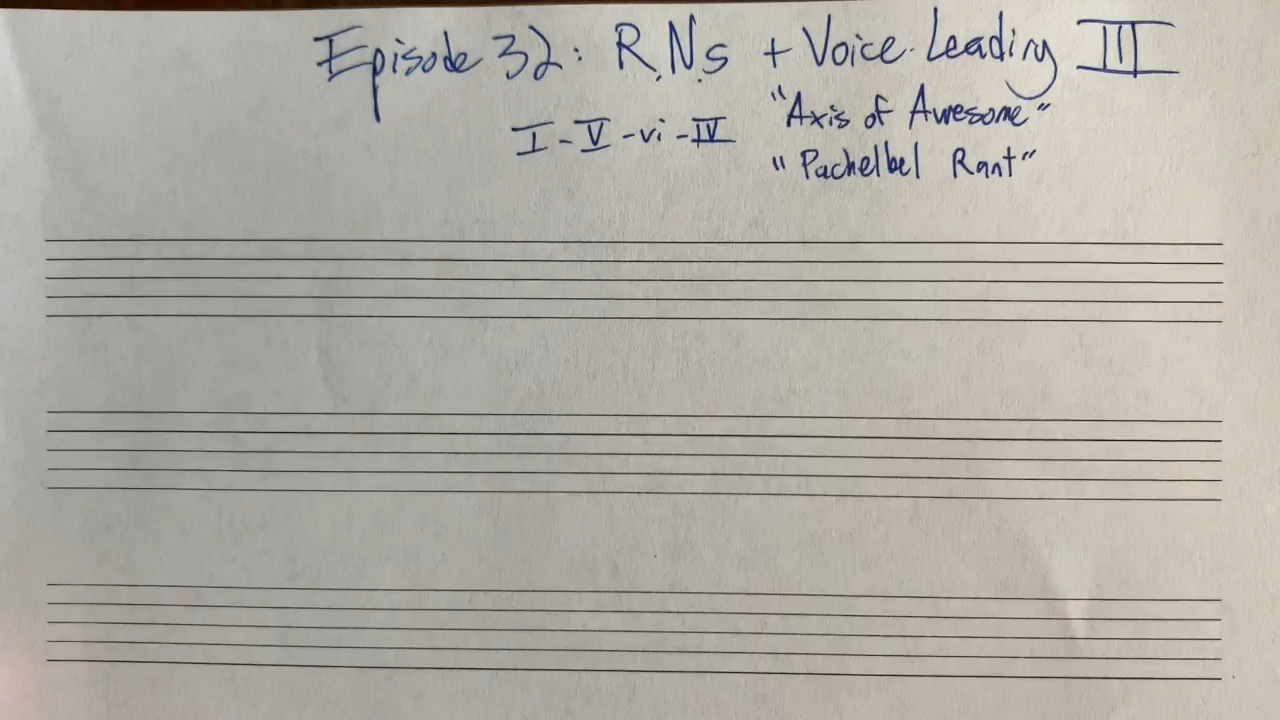 Episode 32: R.N.s + Voice-Leading III
I-V-vi-IV "Axis of Awesome"
"Pachelbel Rant"